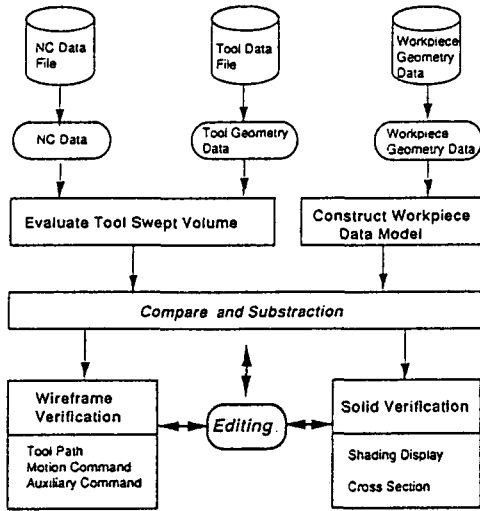 NC Data
File
Tool Data
File
Workpiece
Geometry
Data
NC Data
Tool Geometry
Data
Workpiece
Geometry Data
Evaluate Tool Swept Volume
Construct Workpiece
Data Model
Compare and Substraction
Wireframe
Verification
Tool Path
Motion Command
Auxiliary Command
Editing.
Solid Verification
Shading Display
Cross Section